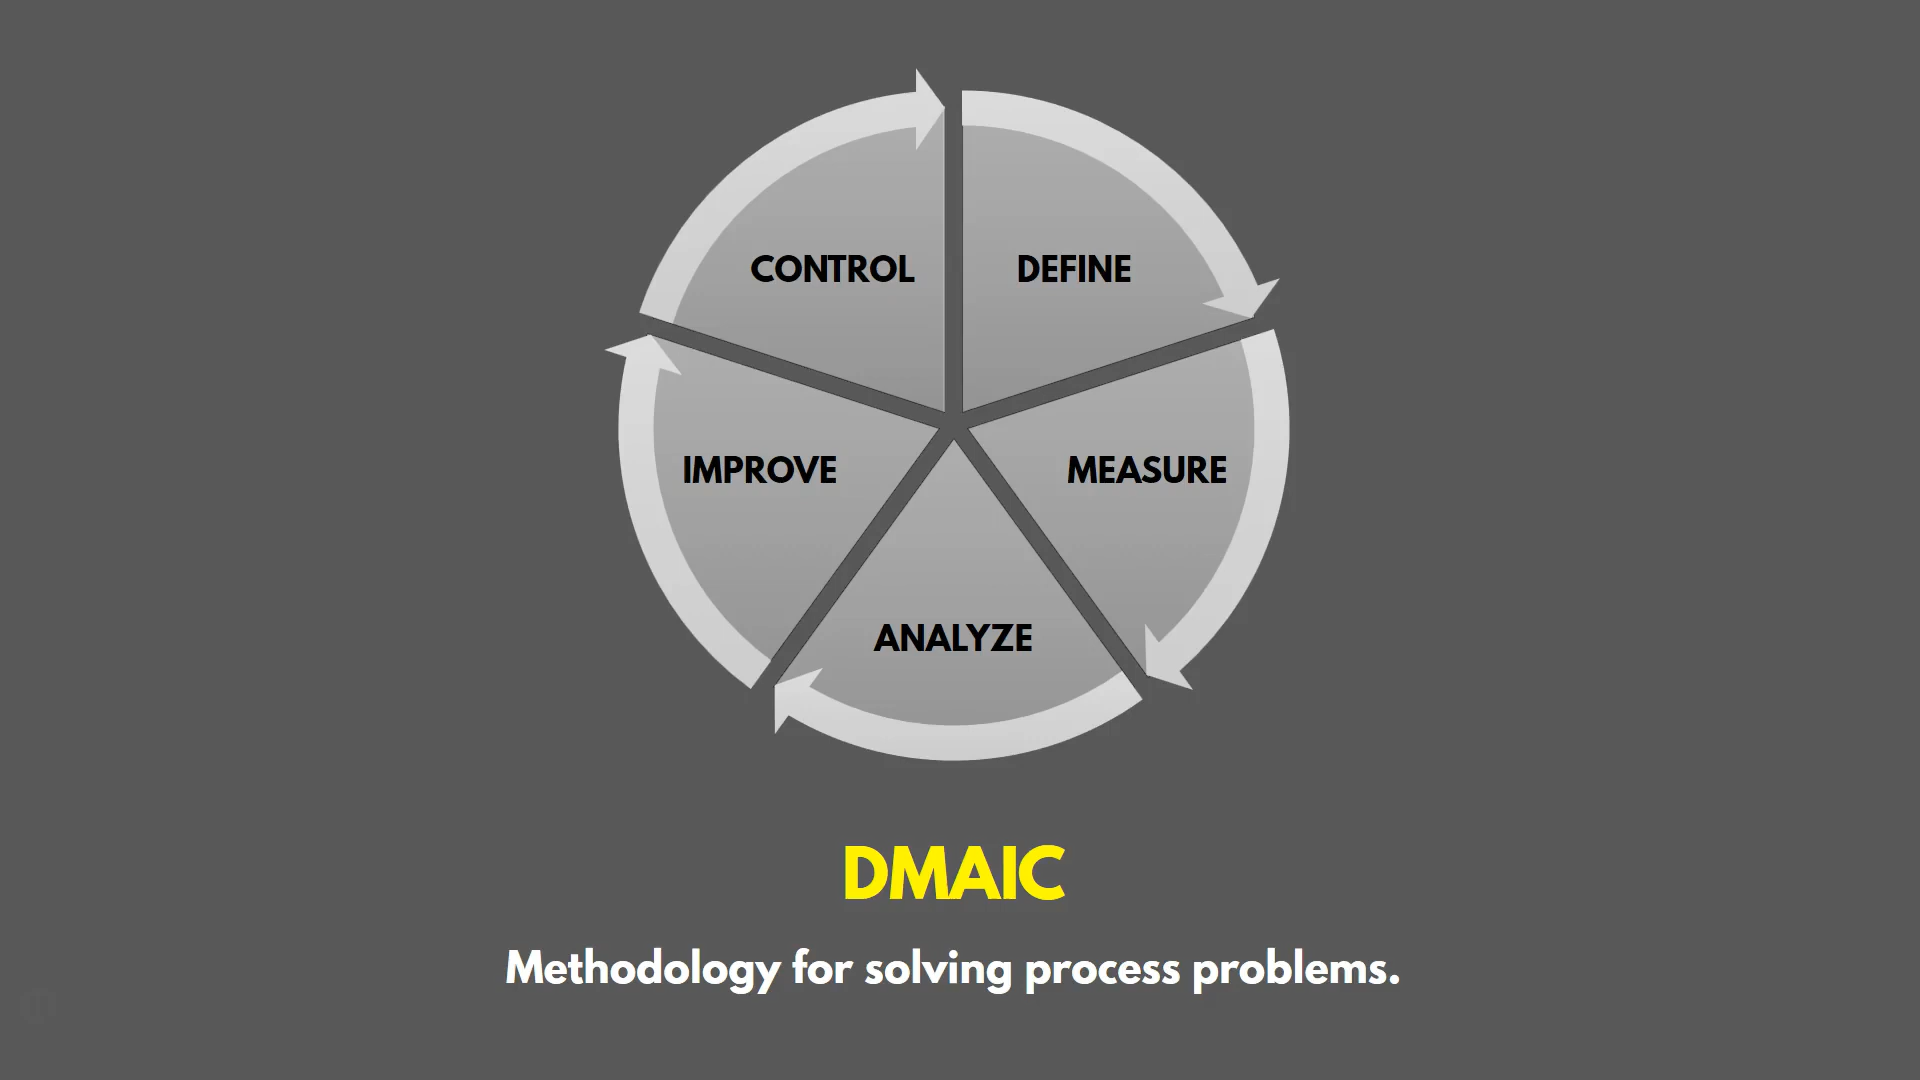 CONTROL
DEFINE
IMPROVE
MEASURE
ANALYZE
DMAIC
Methodology for solving process problems.